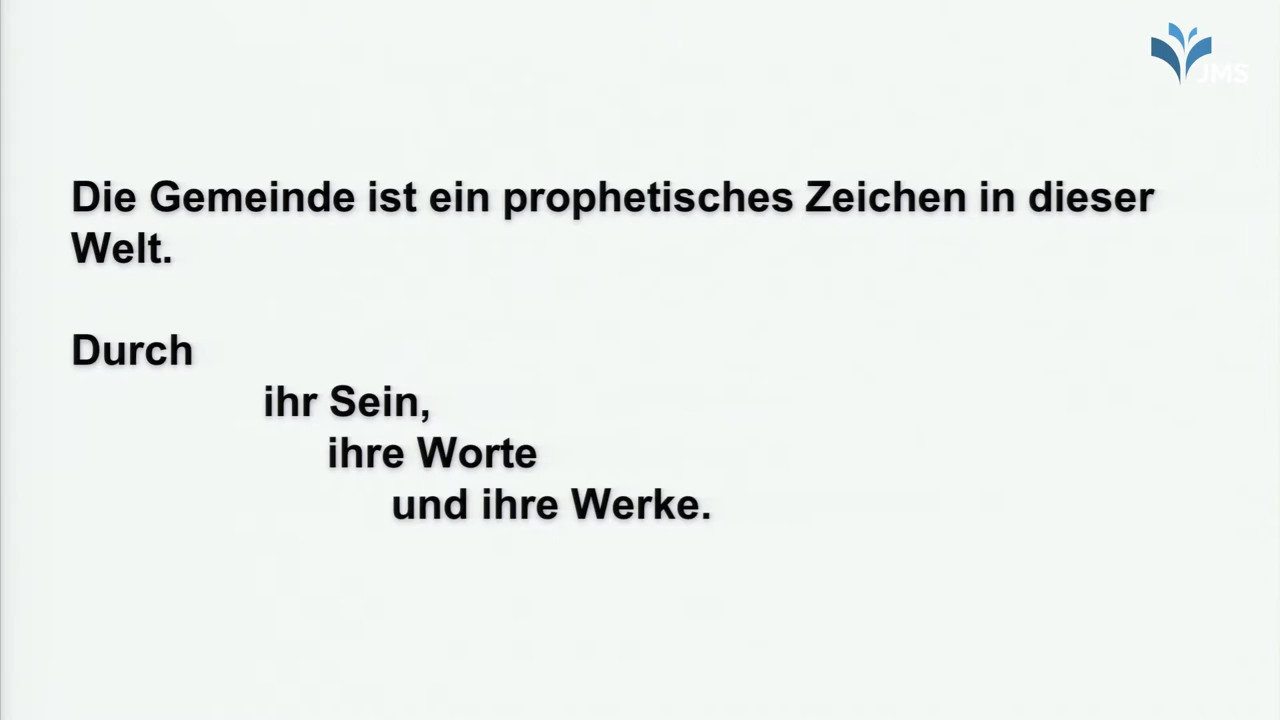 JMS
Die Gemeinde ist ein prophetisches Zeichen in dieser
Welt.
Durch
ihr Sein,
ihre Worte
und ihre Werke.